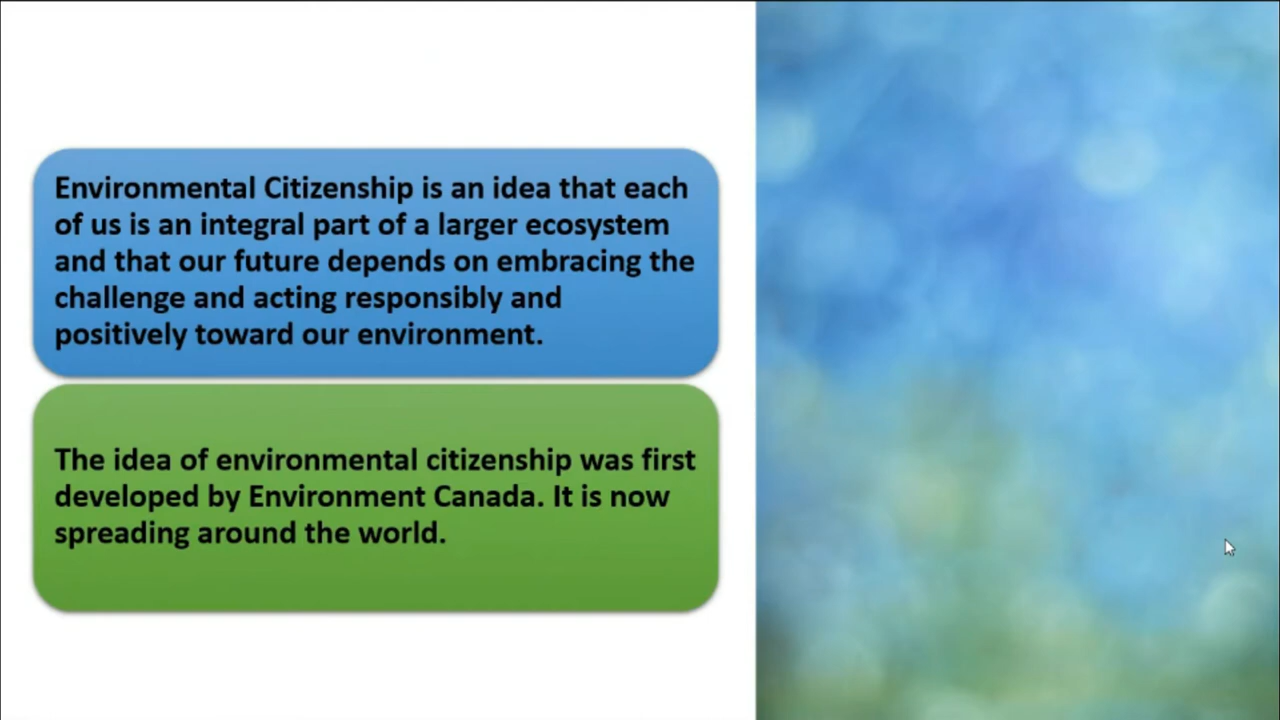 Environmental Citizenship is an idea that each
of us is an integral part of a larger ecosystem
and that our future depends on embracing the
challenge and acting responsibly and
positively toward our environment.
The idea of environmental citizenship was first
developed by Environment Canada. It is now
spreading around the world.